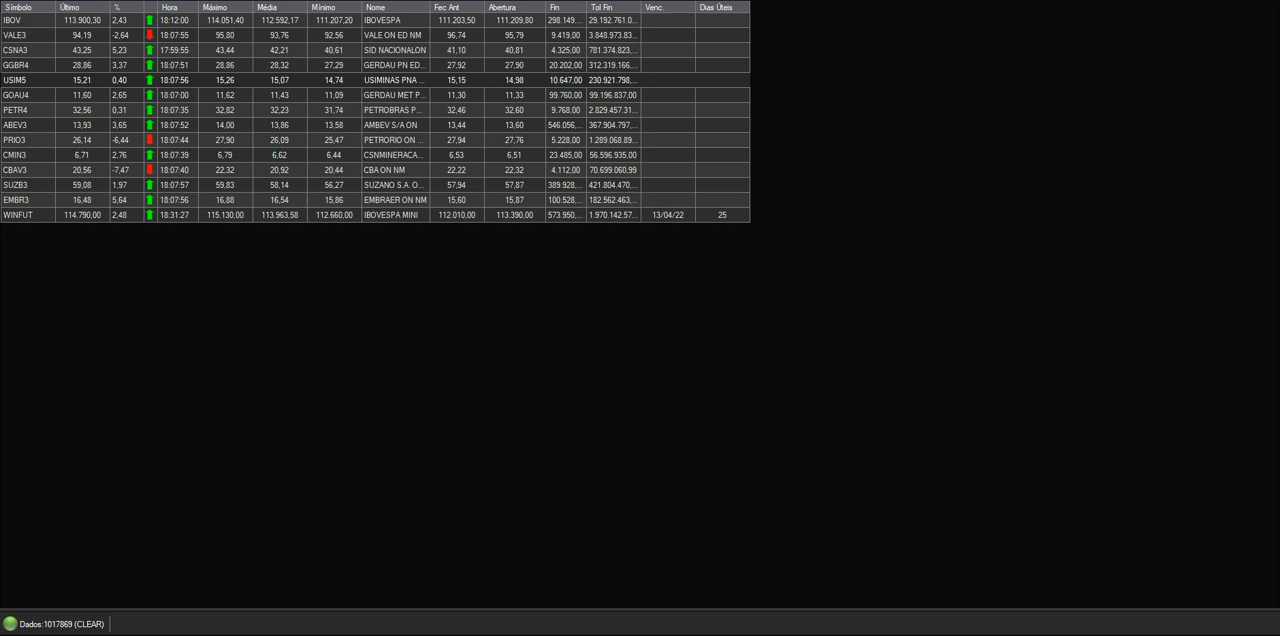 Símbolo Último % Hora Máximo Média Mínimo Nome Fec Ant Abertura Fin Tol Fin Venc. Dias Úteis
IBOV 113.900,30 2,43 18:12:00 114.051,40 112.592,17 111.207,20 IBOVESPA 111.203,50 111.209,80 298.149.... 29.192.761.0...
VALE3 94,19 -2,64 18:07:55 95,80 93,76 92,56 VALE ON ED NM 96,74 95,79 9.419,00 3.848.973.83...
CSNA3 43,25 5,23 17:59:55 43,44 42,21 40,61 SID NACIONALON 41,10 40,81 4.325,00 781.374.823,...
GGBR4 28,86 3,37 18:07:51 28,86 28,32 27,29 GERDAU PN ED... 27,92 27,90 20.202,00 312.319.166,...
USIM5 15,21 0,40 18:07:56 15,26 15,07 14,74 USIMINAS PNA ... 15,15 14,98 10.647,00 230.921.798,...
GOAU4 11,60 2,65 18:07:00 11,62 11,43 11,09 GERDAU MET P... 11,30 11,33 99.760,00 99.196.837,00
PETR4 32,56 0,31 18:07:35 32,82 32,23 31,74 PETROBRAS P... 32,46 32,60 9.768,00 2.829.457.31...
ABEV3 13,93 3,65 18:07:52 14,00 13,86 13,58 AMBEV S/A ON 13,44 13,60 546.056,... 367.904.797,...
PRIO3 26,14 -6,44 18:07:44 27,90 26,09 25,47 PETRORIO ON ... 27,94 27,76 5.228,00 1.289.068.89...
CMIN3 6,71 2,76 18:07:39 6,79 6,62 6,44 CSNMINERACA... 6,53 6,51 23.485,00 56.596.935,00
CBAV3 20,56 -7,47 18:07:40 22,32 20,92 20,44 CBA ON NM 22,22 22,32 4.112,00 70.699.060,99
SUZB3 59,08 1,97 18:07:57 59,83 58,14 56,27 SUZANO S.A. O... 57,94 57,87 389.928,... 421.804.470,...
EMBR3 16,48 5,64 18:07:56 16,88 16,54 15,86 EMBRAER ON NM 15,60 15,87 100.528,... 182.562.463,...
WINFUT 114.790,00 2,48 18:31:27 115.130,00 113.963,58 112.660,00 IBOVESPA MINI 112.010,00 113.390,00 573.950,... 1.970.142.57... 13/04/22 25
Dados:1017869 (CLEAR)